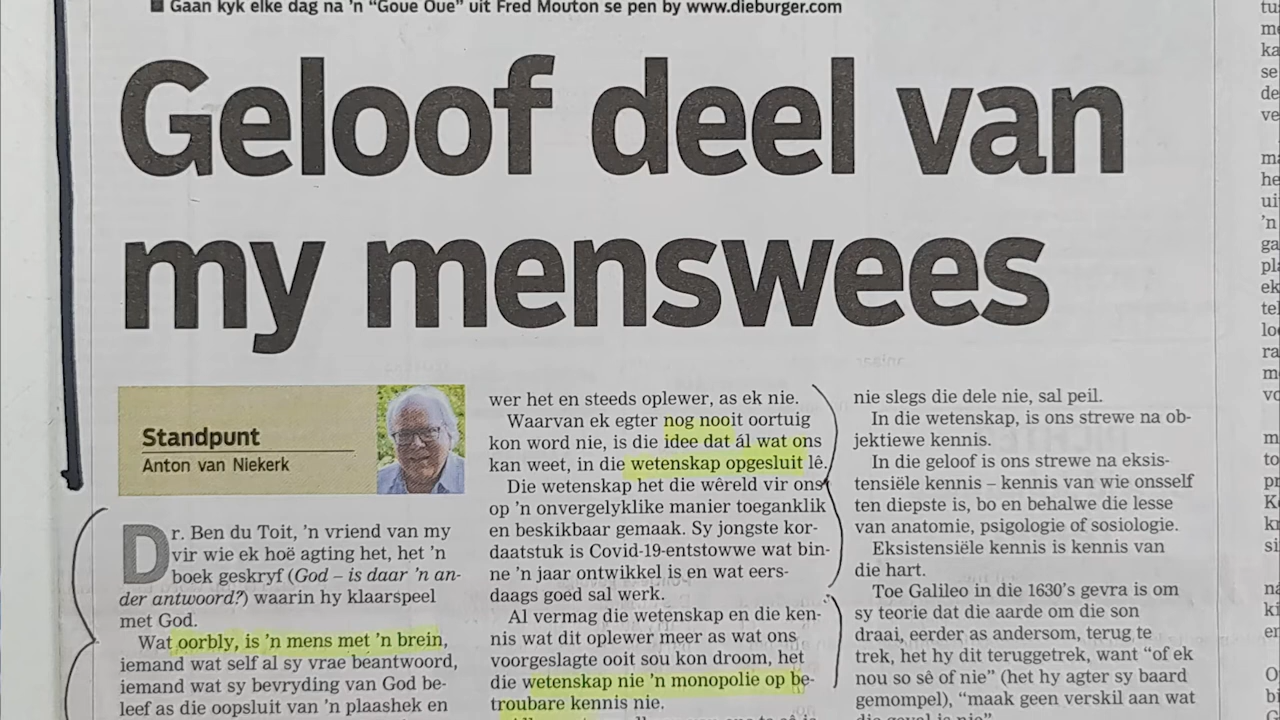 ■ Gaan kyk elke dag na ’n “Goue Oue” uit Fred Mouton se pen by www.dieburger.com
Geloof deel van
my menswees
Standpunt
Anton van Niekerk
Dr. Ben du Toit, ’n vriend van my
vir wie ek hoë agting het, het ’n
boek geskryf (God – is daar ’n an-
der antwoord?) waarin hy klaarspeel
met God.
Wat oorbly, is ’n mens met ’n brein,
iemand wat self al sy vrae beantwoord,
iemand wat sy bevryding van God be-
leef as die oopsluit van ’n plaashek en
wer het en steeds oplewer, as ek nie.
Waarvan ek egter nog nooit oortuig
kon word nie, is die idee dat ál wat ons
kan weet, in die wetenskap opgesluit lê.
Die wetenskap het die wêreld vir ons
op ’n onvergelyklike manier toeganklik
en beskikbaar gemaak. Sy jongste kor-
daatstuk is Covid-19-entstowwe wat bin-
ne ’n jaar ontwikkel is en wat eers-
daags goed sal werk.
Al vermag die wetenskap en die ken-
nis wat dit oplewer meer as wat ons
voorgeslagte ooit sou kon droom, het
die wetenskap nie ’n monopolie op be-
troubare kennis nie.
nie slegs die dele nie, sal peil.
In die wetenskap, is ons strewe na ob-
jektiewe kennis.
In die geloof is ons strewe na eksis-
tensiële kennis – kennis van wie onsself
ten diepste is, bo en behalwe die lesse
van anatomie, psigologie of sosiologie.
Eksistensiële kennis is kennis van
die hart.
Toe Galileo in die 1630’s gevra is om
sy teorie dat die aarde om die son
draai, eerder as andersom, terug te
trek, het hy dit teruggetrek, want “of ek
nou so sê of nie” (het hy agter sy baard
gemompel), “maak geen verskil aan wat